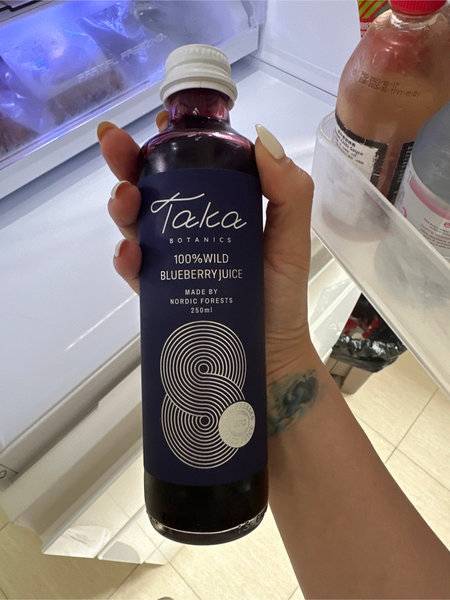 Taka
BOTANICS
100% WILD
BLUEBERRY JUICE
MADE BY
NORDIC FORESTS
250ml